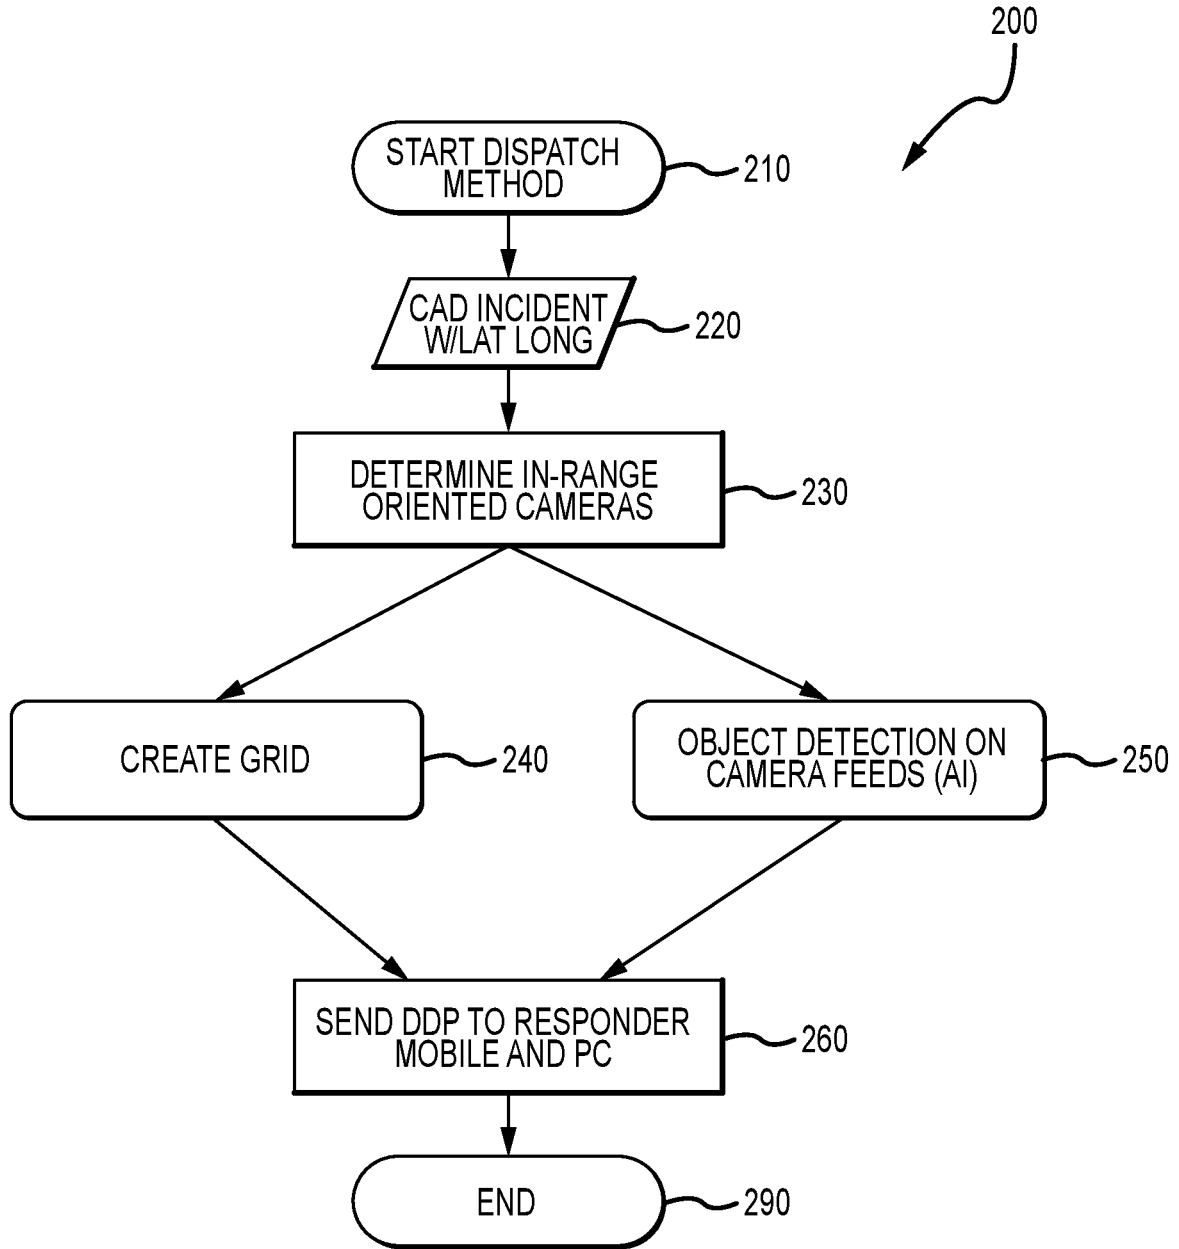 200
START DISPATCH
METHOD
210
CAD INCIDENT
W/LAT LONG
220
DETERMINE IN-RANGE
ORIENTED CAMERAS
230
CREATE GRID
240
OBJECT DETECTION ON
CAMERA FEEDS (AI)
250
SEND DDP TO RESPONDER
MOBILE AND PC
260
END
290